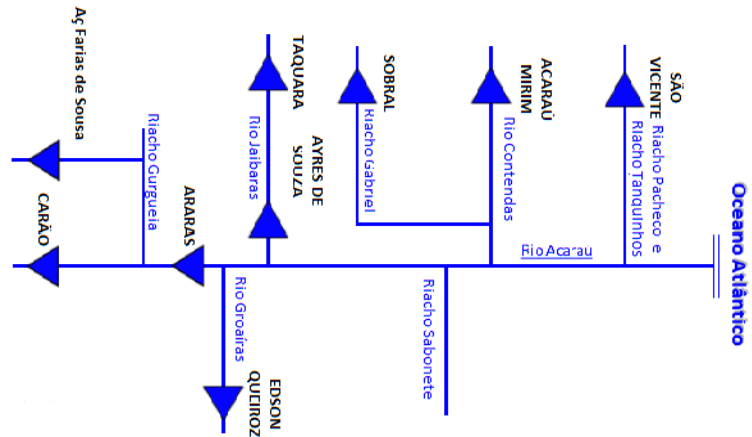 Oceano Atlântico
SÃO
VICENTE
Riacho Pacheco e
Riacho Tanquinhos
Rio Acarau
ACARAÚ
MIRIM
Rio Contendas
SOBRAL
Riacho Gabriel
Riacho Sabonete
TAQUARA
Rio Jaibaras
AYRES DE
SOUZA
EDSON
QUEIROZ
Rio Groaíras
ARARAS
Riacho Gurgueia
Aç Farias de Sousa
CARÃO